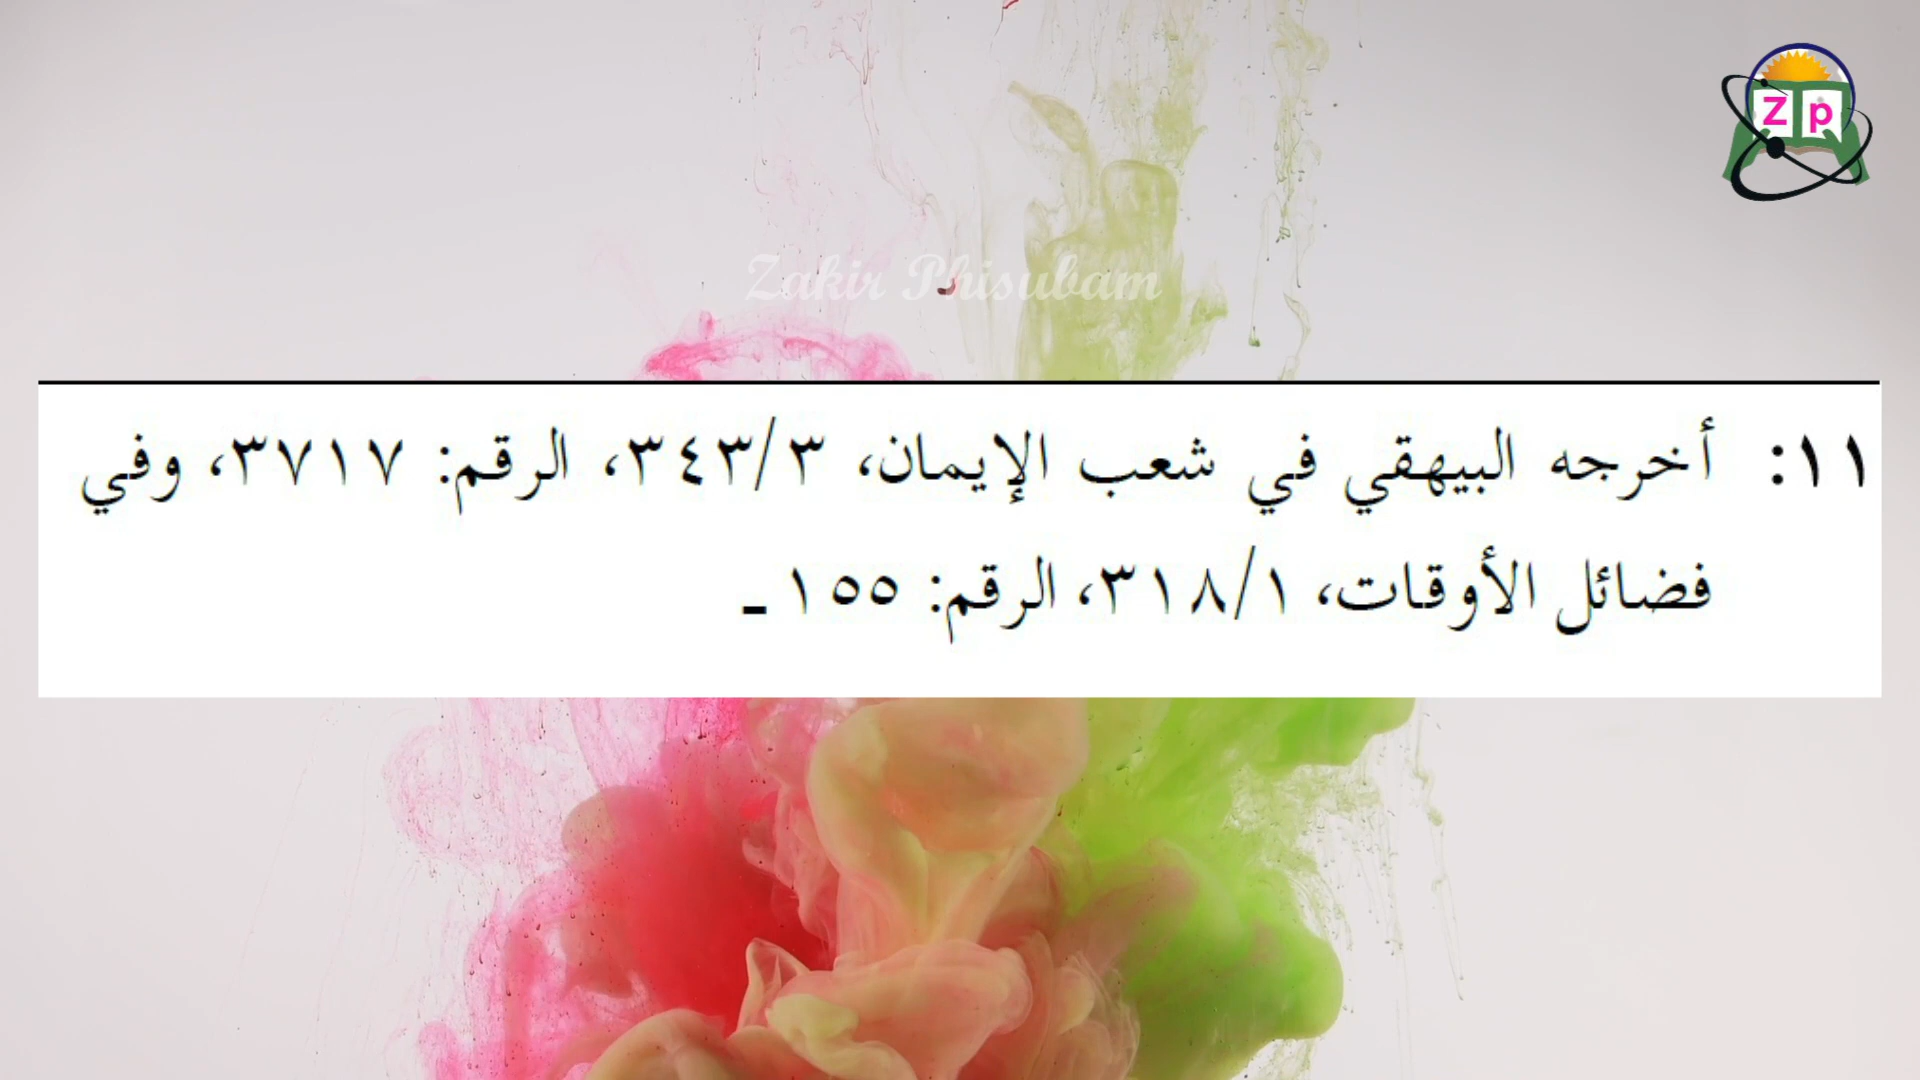 Z p
Zakir Phisubam
١١: أخرجه البيهقي في شعب الإيمان، ٣/٣٤٣، الرقم: ٣٧١٧، وفي
فضائل الأوقات، ١/٣١٨، الرقم: ١٥٥ ـ